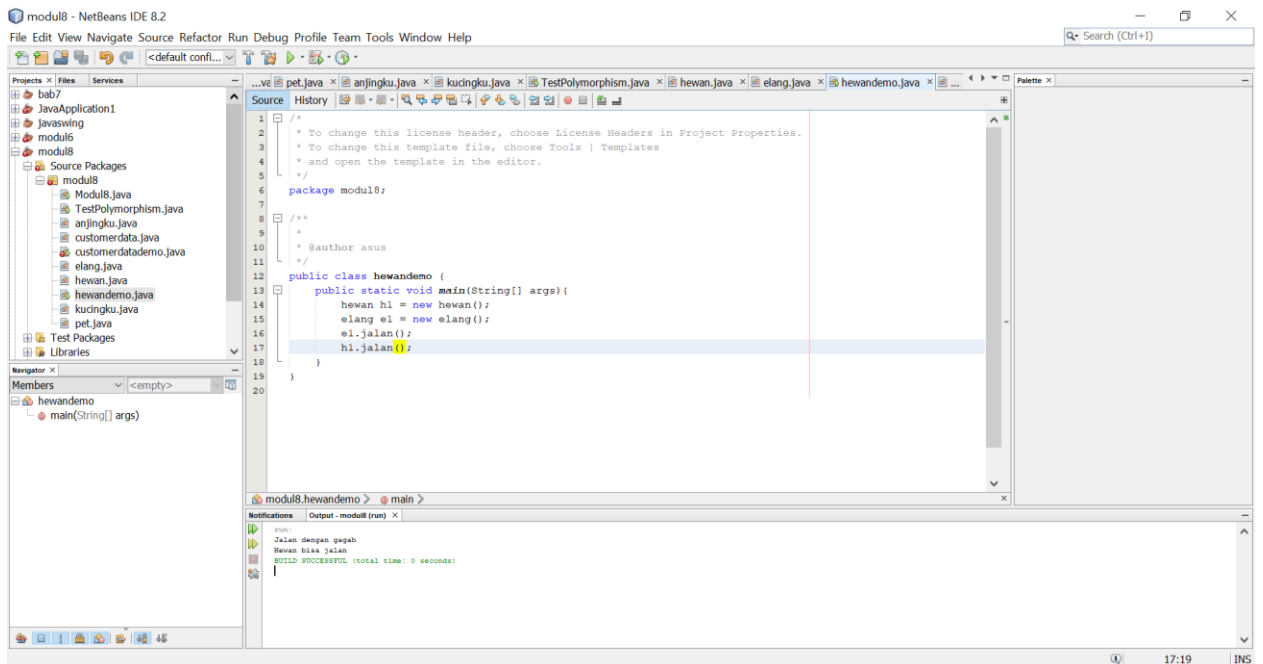 modul8 - NetBeans IDE 8.2
File Edit View Navigate Source Refactor Run Debug Profile Team Tools Window Help
Search (Ctrl+I)
<default confi...
Projects Files Services
bab7
JavaApplication1
javaswing
modul6
modul8
Source Packages
modul8
Modul8.java
TestPolymorphism.java
anjingku.java
customerdata.java
customerdatademo.java
elang.java
hewan.java
hewandemo.java
kucingku.java
pet.java
Test Packages
Libraries
Navigator
Members <empty>
hewandemo
main(String[] args)
...va pet.java anjingku.java kucingku.java TestPolymorphism.java hewan.java elang.java hewandemo.java ...
Source History
1 /*
2 * To change this license header, choose License Headers in Project Properties.
3 * To change this template file, choose Tools | Templates
4 * and open the template in the editor.
5 */
6 package modul8;
7
8 /**
9 *
10 * @author asus
11 */
12 public class hewandemo {
13 public static void main(String[] args){
14 hewan h1 = new hewan();
15 elang e1 = new elang();
16 e1.jalan();
17 h1.jalan();
18 }
19 }
20
modul8.hewandemo main
Palette
Notifications Output - modul8 (run)
run:
Jalan dengan gagah
Hewan bisa jalan
BUILD SUCCESSFUL (total time: 0 seconds)
17:19 INS